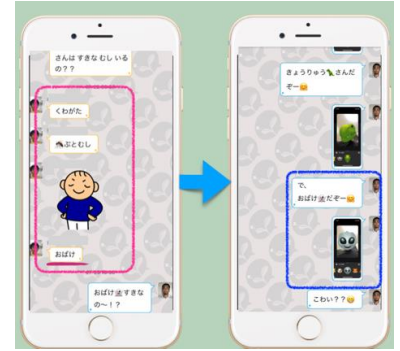 さんは すきな むし いる
の？？
くわがた
🐞ぶとむし
おばけ
おばけ👻すきな
の〜！？
きょうりゅう🦖さんだ
ぞー😄
で、
おばけ👻だぞー😄
こわい？？😄